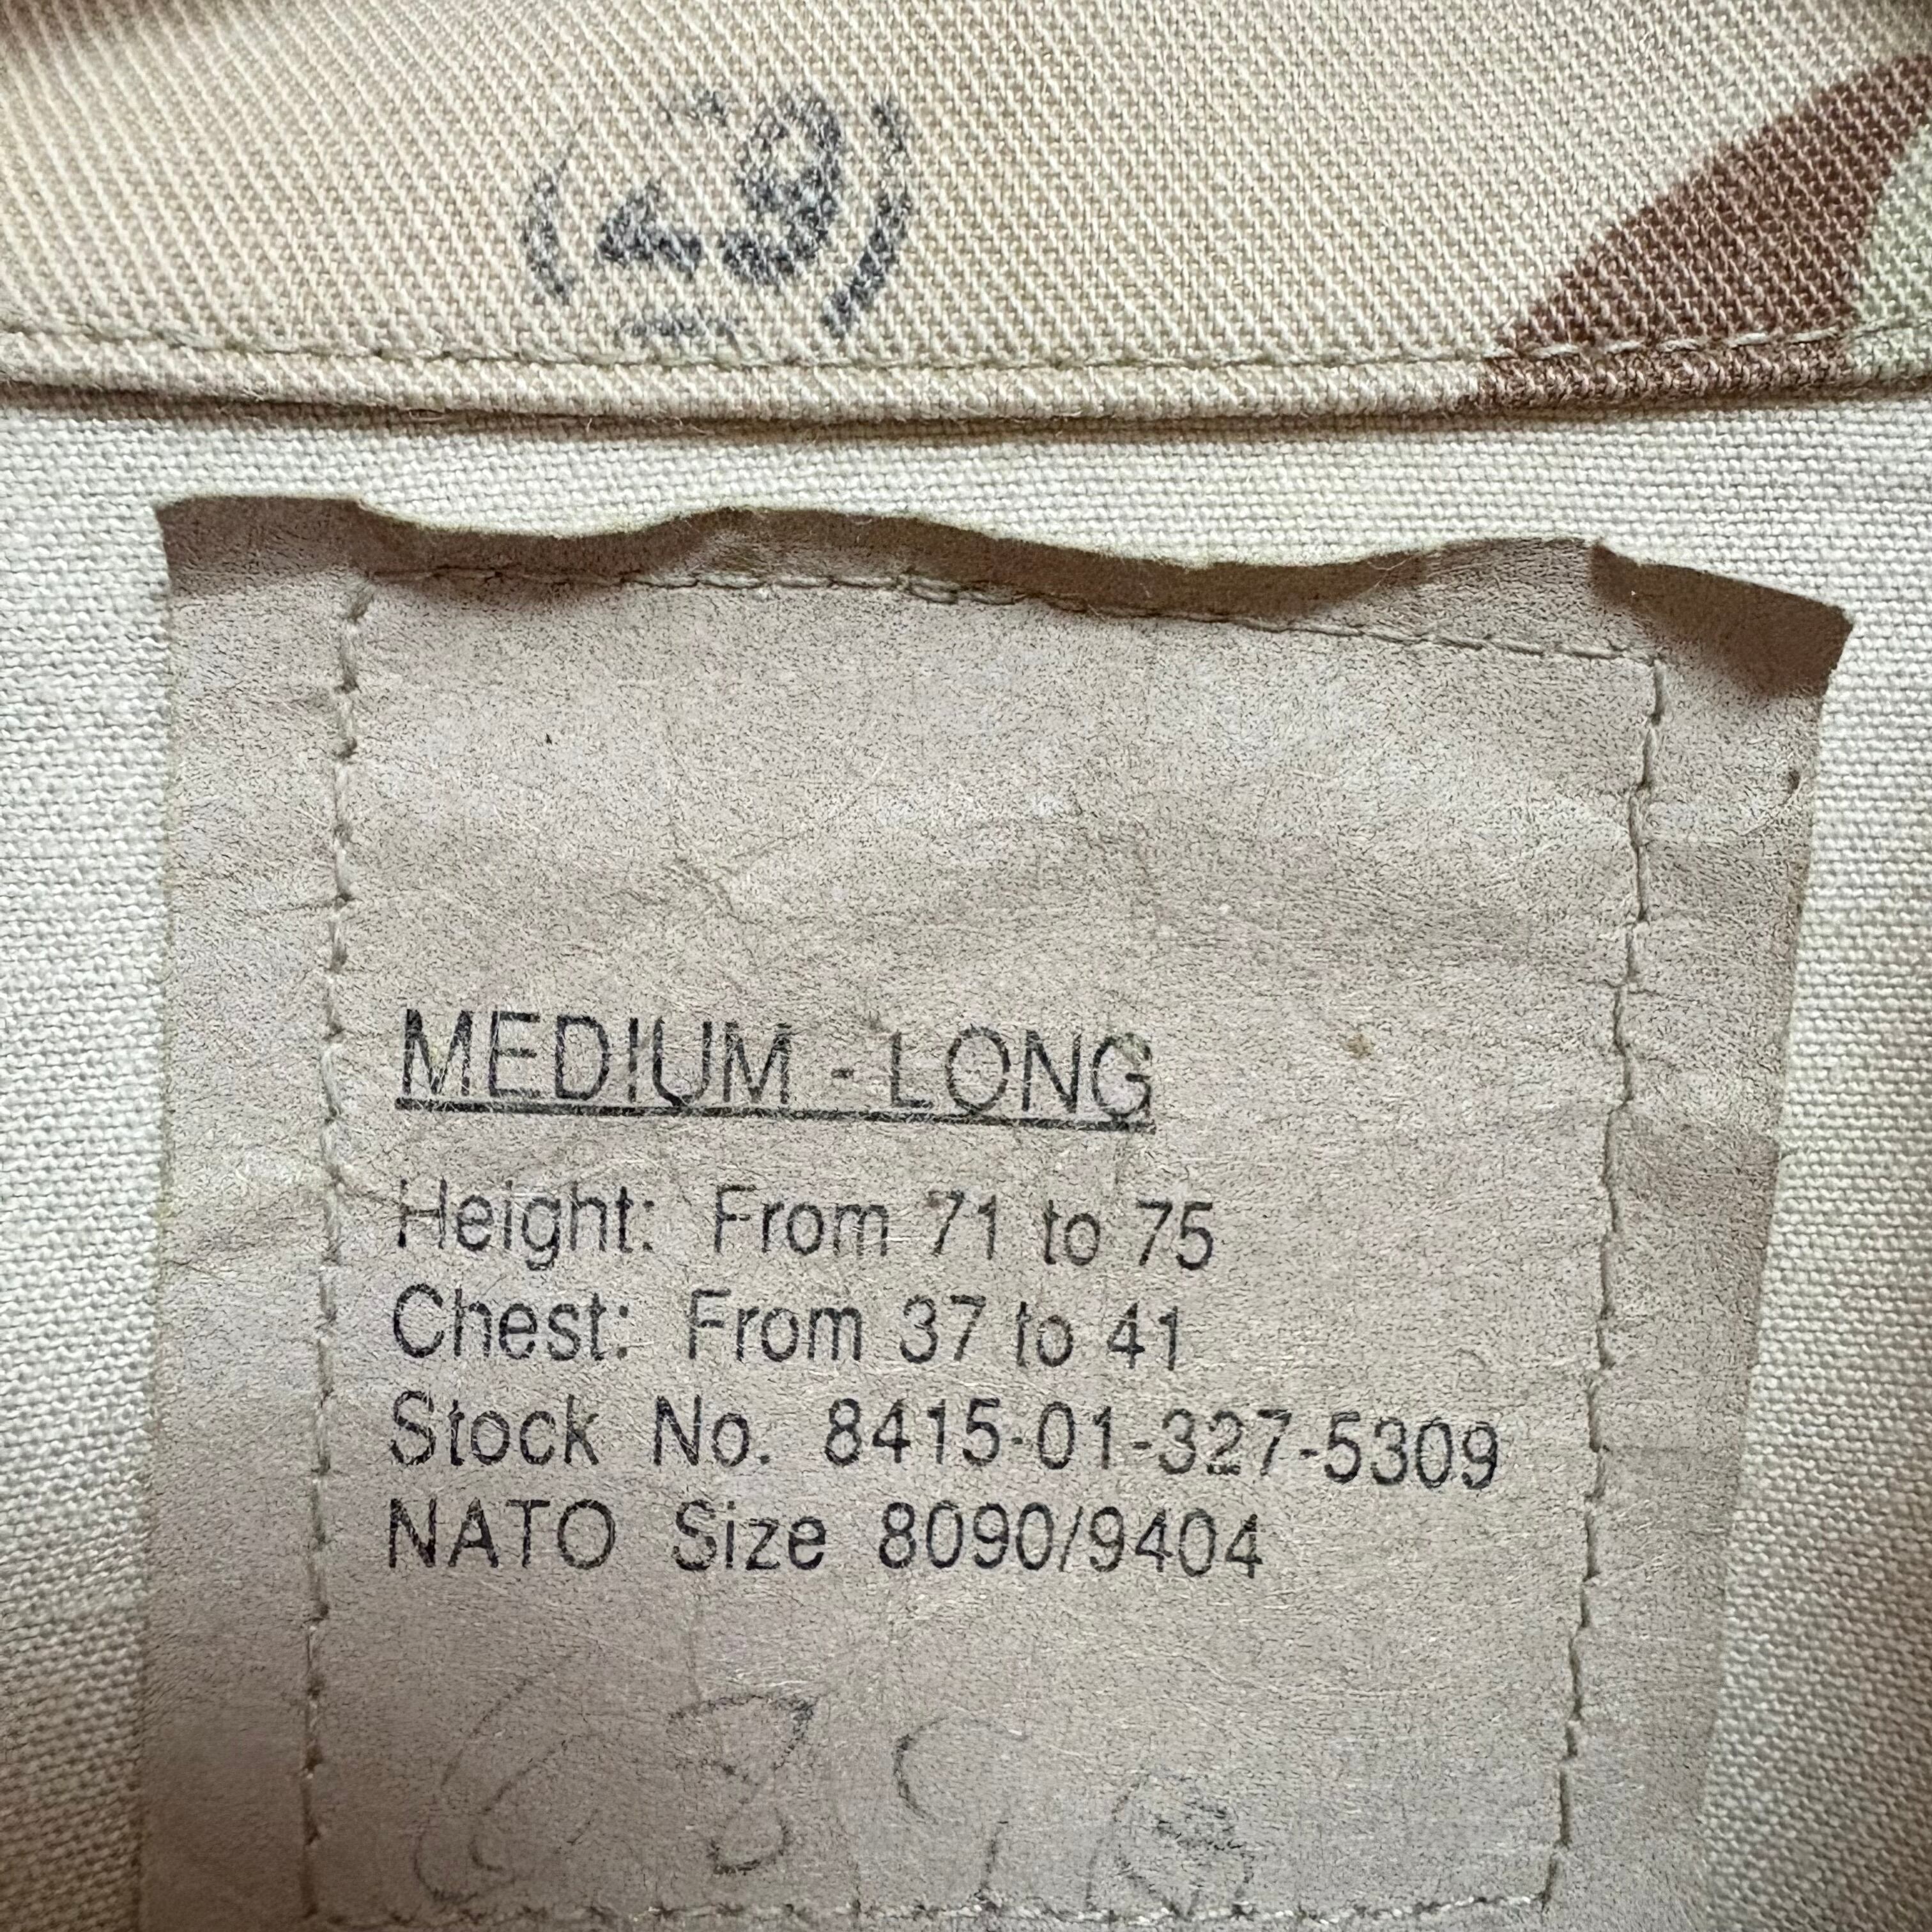 MEDIUM - LONG
Height: From 71 to 75
Chest: From 37 to 41
Stock No. 8415-01-327-5309
NATO Size 8090/9404